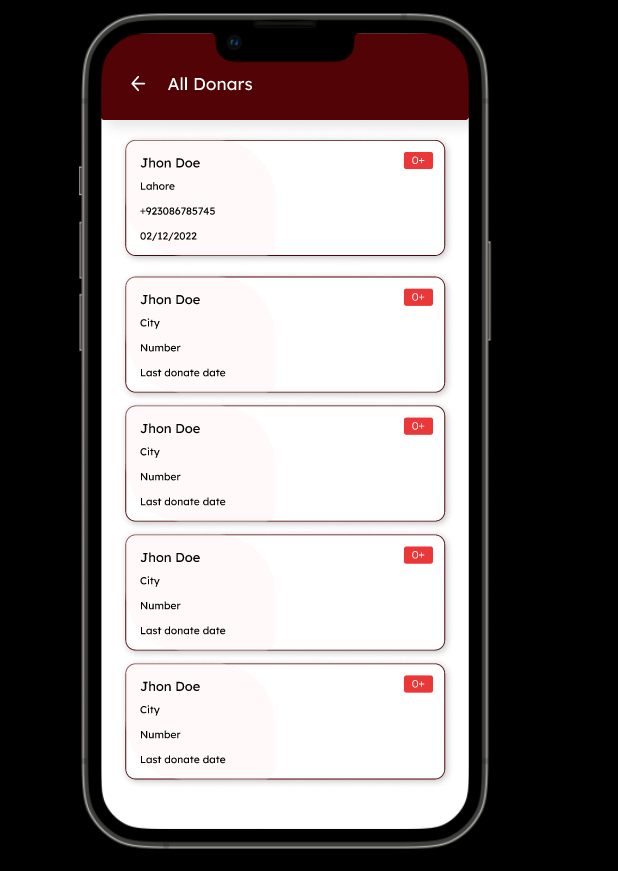 All Donars
Jhon Doe
O+
Lahore
+923086785745
02/12/2022
Jhon Doe
O+
City
Number
Last donate date
Jhon Doe
O+
City
Number
Last donate date
Jhon Doe
O+
City
Number
Last donate date
Jhon Doe
O+
City
Number
Last donate date